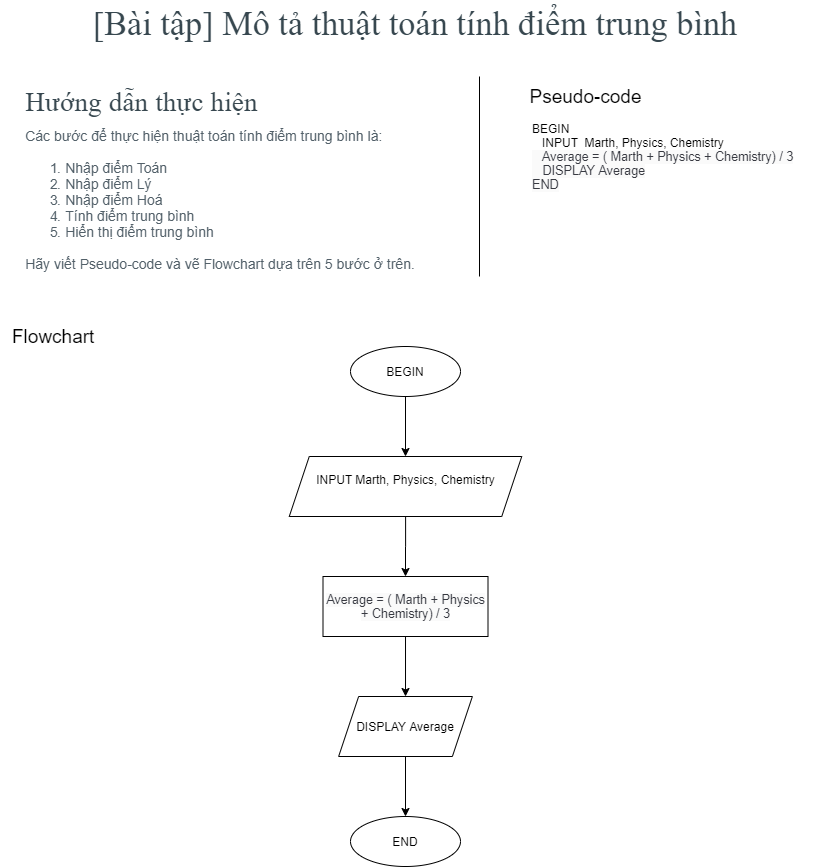 [Bài tập] Mô tả thuật toán tính điểm trung bình
Hướng dẫn thực hiện
Các bước để thực hiện thuật toán tính điểm trung bình là:
1. Nhập điểm Toán
2. Nhập điểm Lý
3. Nhập điểm Hoá
4. Tính điểm trung bình
5. Hiển thị điểm trung bình
Hãy viết Pseudo-code và vẽ Flowchart dựa trên 5 bước ở trên.
Pseudo-code
BEGIN
INPUT Marth, Physics, Chemistry
Average = ( Marth + Physics + Chemistry) / 3
DISPLAY Average
END
Flowchart
BEGIN
INPUT Marth, Physics, Chemistry
Average = ( Marth + Physics
+ Chemistry) / 3
DISPLAY Average
END